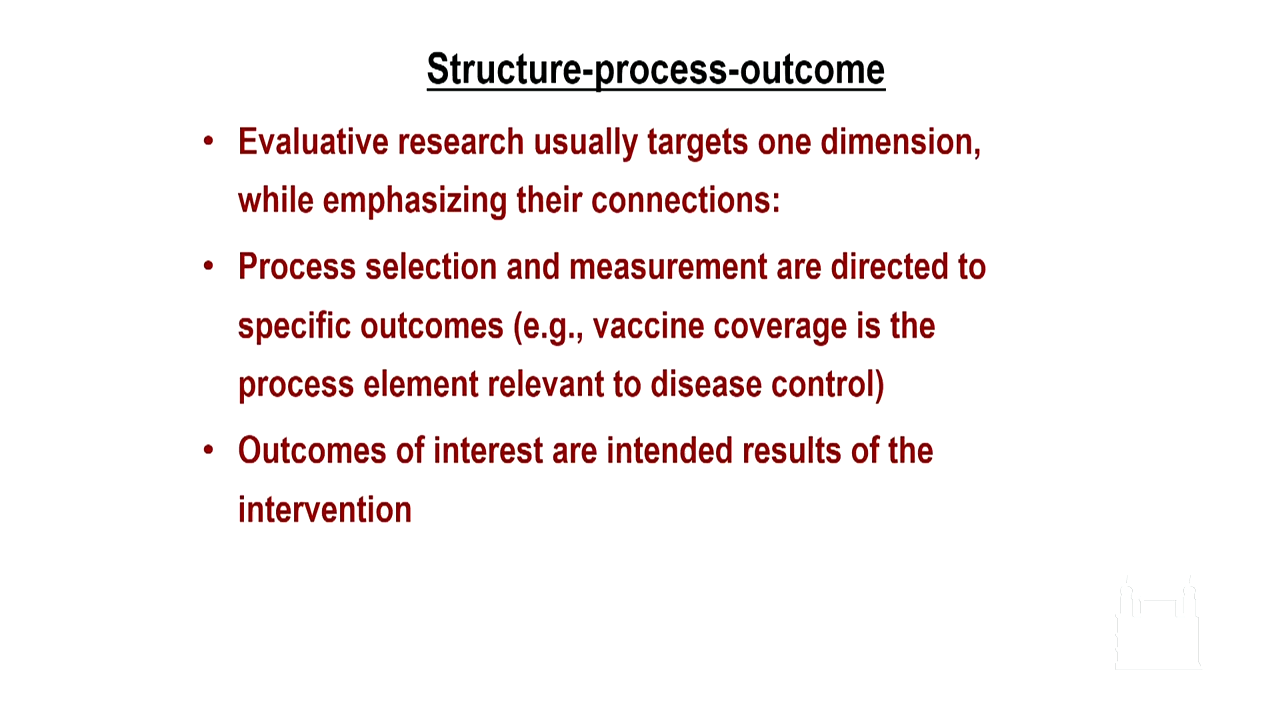 Structure-process-outcome
• Evaluative research usually targets one dimension,
while emphasizing their connections:
• Process selection and measurement are directed to
specific outcomes (e.g., vaccine coverage is the
process element relevant to disease control)
• Outcomes of interest are intended results of the
intervention